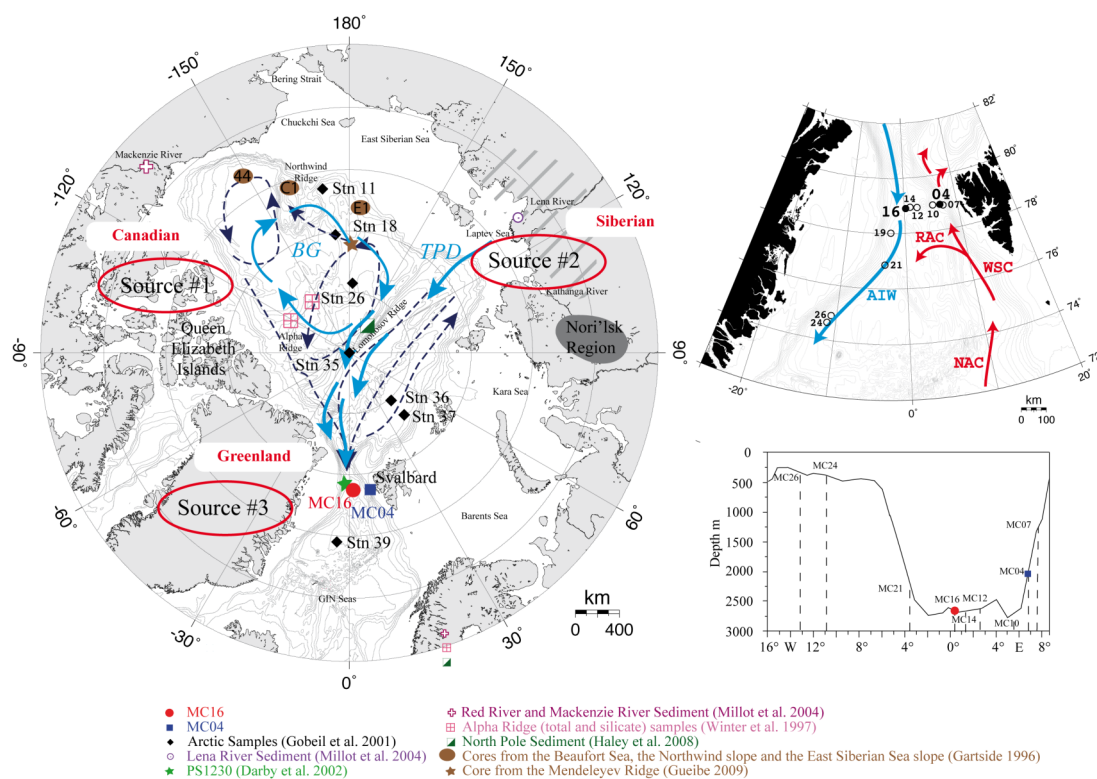 180°
-150°
150°
Bering Strait
Chuckchi Sea
East Siberian Sea
Mackenzie River
-120°
120°
44
Northwind
Ridge
C1
Stn 11
E1
Stn 18
Lena River
Laptev Sea
Siberian
Canadian
BG
TPD
Source #1
Source #2
Stn 26
Kathanga River
Lomonosov Ridge
Alpha
Ridge
Nori'lsk
Region
Queen
Elizabeth
Islands
-90°
90°
Stn 35
Stn 36
Stn 37
Kara Sea
Greenland
Svalbard
Source #3
MC16
MC04
Barents Sea
-60°
60°
Stn 39
GIN Seas
km
0 400
-30°
30°
0°
82°
80°
78°
76°
74°
72°
16
14
12
10
04
07
19
RAC
21
WSC
AIW
26
24
NAC
-20°
0°
20°
km
0 100
0
500
1000
1500
2000
2500
3000
Depth m
MC26
MC24
MC07
MC04
MC21
MC16
MC12
MC14
MC10
16° W 12° 8° 4° 0° 4° E 8°
MC16
MC04
Arctic Samples (Gobeil et al. 2001)
Lena River Sediment (Millot et al. 2004)
PS1230 (Darby et al. 2002)
Red River and Mackenzie River Sediment (Millot et al. 2004)
Alpha Ridge (total and silicate) samples (Winter et al. 1997)
North Pole Sediment (Haley et al. 2008)
Cores from the Beaufort Sea, the Northwind slope and the East Siberian Sea slope (Gartside 1996)
Core from the Mendeleyev Ridge (Gueibe 2009)